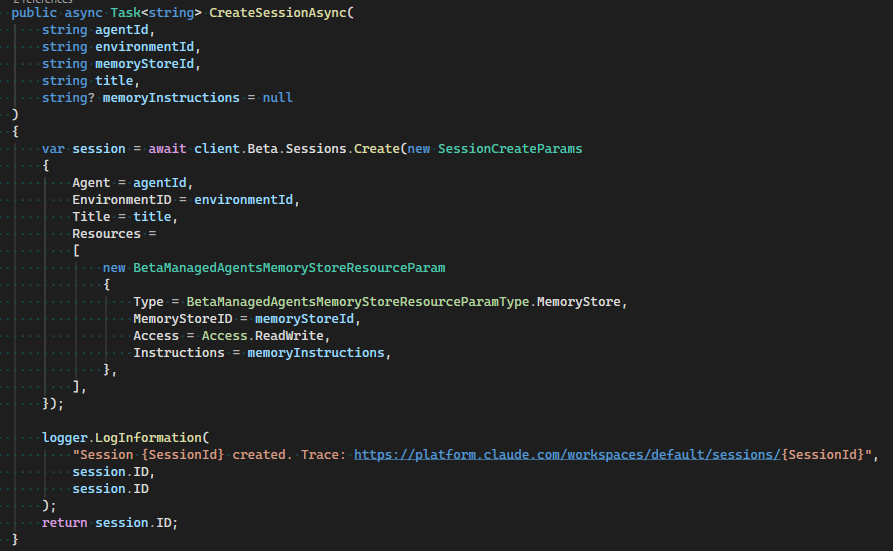 2 references
public async Task<string> CreateSessionAsync(
string agentId,
string environmentId,
string memoryStoreId,
string title,
string? memoryInstructions = null
)
{
var session = await client.Beta.Sessions.Create(new SessionCreateParams
{
Agent = agentId,
EnvironmentID = environmentId,
Title = title,
Resources =
[
new BetaManagedAgentsMemoryStoreResourceParam
{
Type = BetaManagedAgentsMemoryStoreResourceParamType.MemoryStore,
MemoryStoreID = memoryStoreId,
Access = Access.ReadWrite,
Instructions = memoryInstructions,
},
],
});
logger.LogInformation(
"Session {SessionId} created. Trace: https://platform.claude.com/workspaces/default/sessions/{SessionId}",
session.ID,
session.ID
);
return session.ID;
}